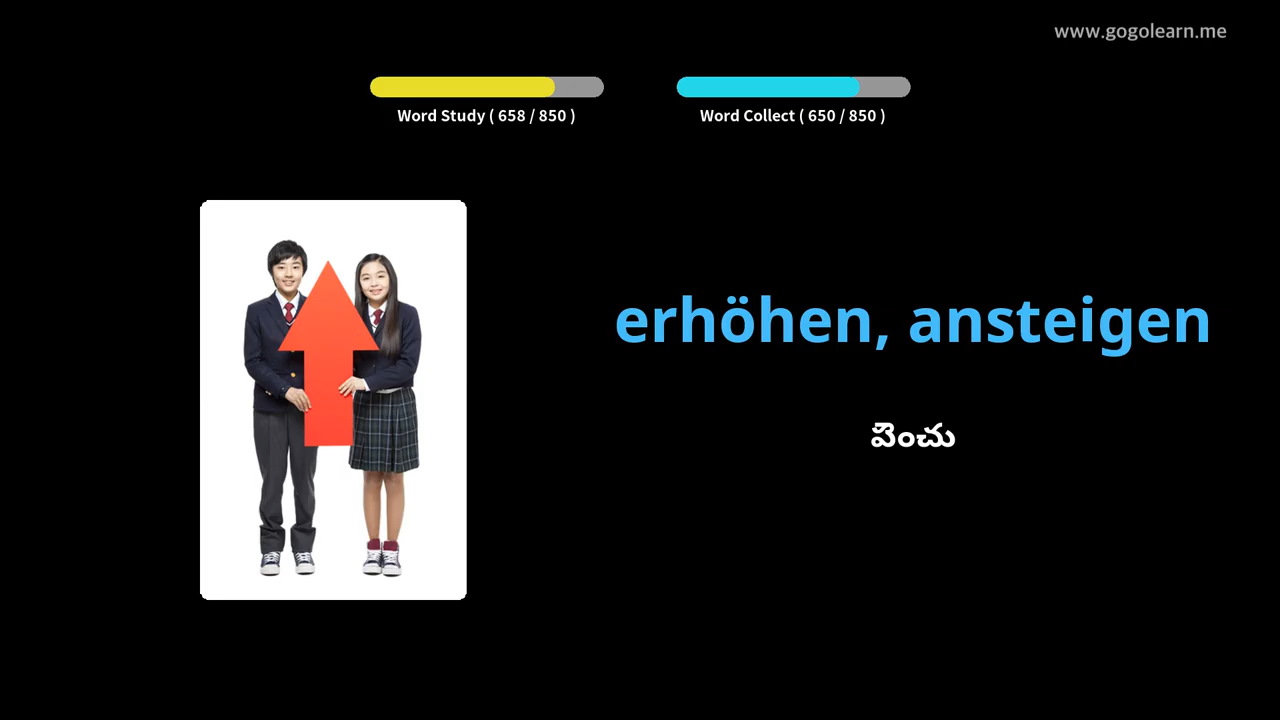 www.gogolearn.me
Word Study ( 658 / 850 )
Word Collect ( 650 / 850 )
erhöhen, ansteigen
పెంచు